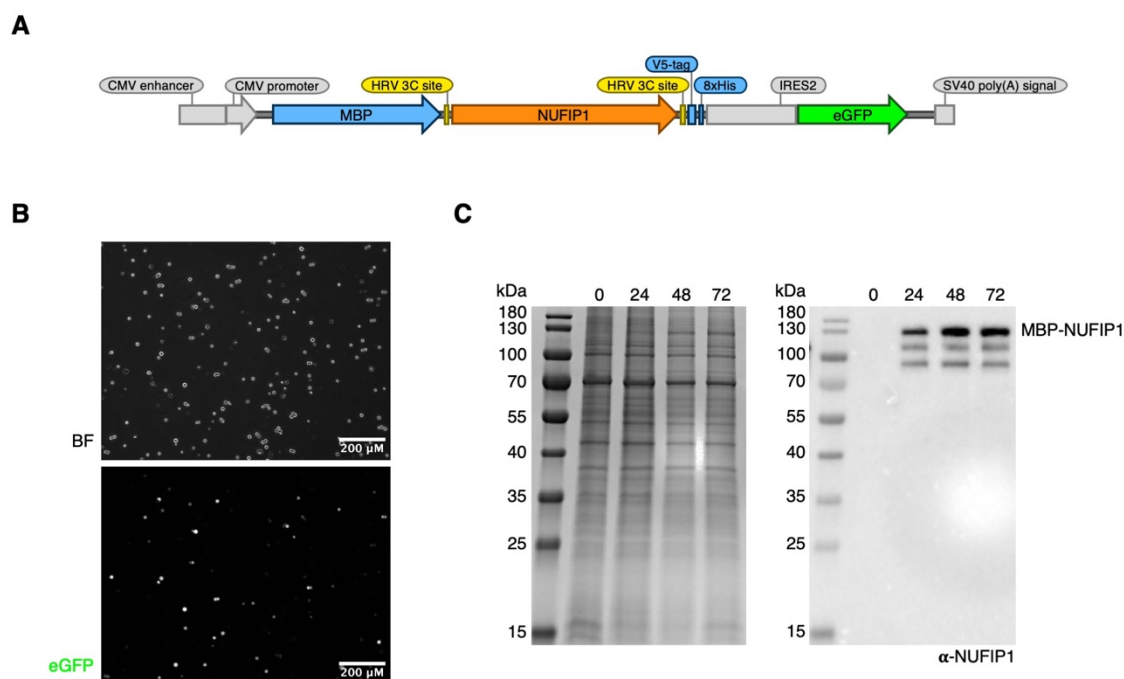 A
CMV enhancer
CMV promoter
HRV 3C site
HRV 3C site
V5-tag
8xHis
IRES2
SV40 poly(A) signal
MBP
NUFIP1
eGFP
B
BF
200 µM
eGFP
200 µM
C
kDa 0 24 48 72
180
130
100
70
55
40
35
25
15
kDa 0 24 48 72
180
130
100
70
55
40
35
25
15
MBP-NUFIP1
α-NUFIP1